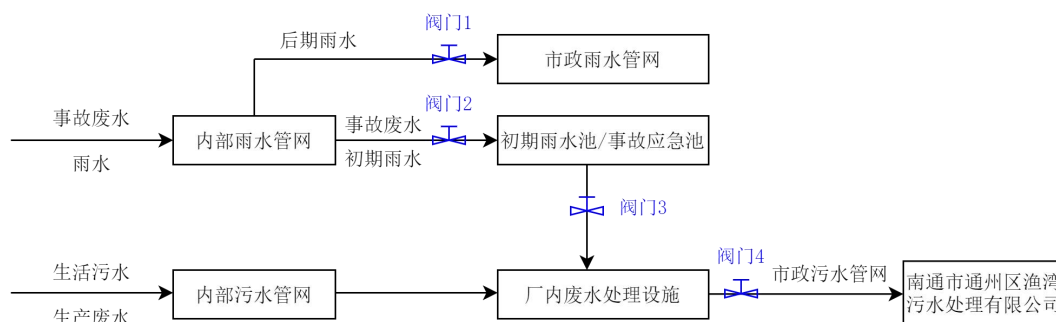 阀门1
后期雨水
市政雨水管网
阀门2
事故废水
雨水
内部雨水管网
事故废水
初期雨水
初期雨水池/事故应急池
阀门3
阀门4
生活污水
生产废水
内部污水管网
厂内废水处理设施
市政污水管网
南通市通州区渔湾
污水处理有限公司